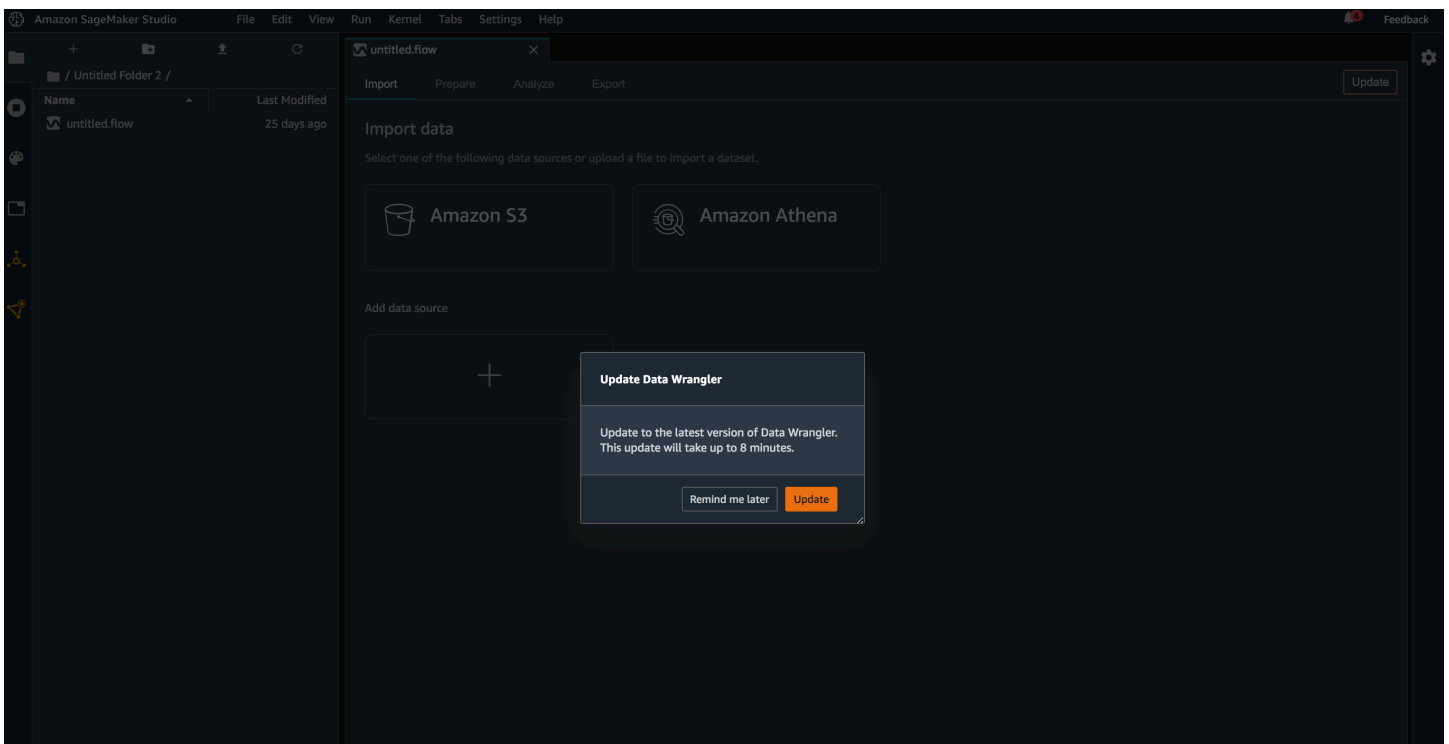 Amazon SageMaker Studio File Edit View Run Kernel Tabs Settings Help 4 Feedback
untitled.flow
/ Untitled Folder 2 /
Import Prepare Analyze Export Update
Name Last Modified
untitled.flow 25 days ago
Import data
Select one of the following data sources or upload a file to import a dataset.
Amazon S3 Amazon Athena
Add data source
Update Data Wrangler
Update to the latest version of Data Wrangler.
This update will take up to 8 minutes.
Remind me later Update